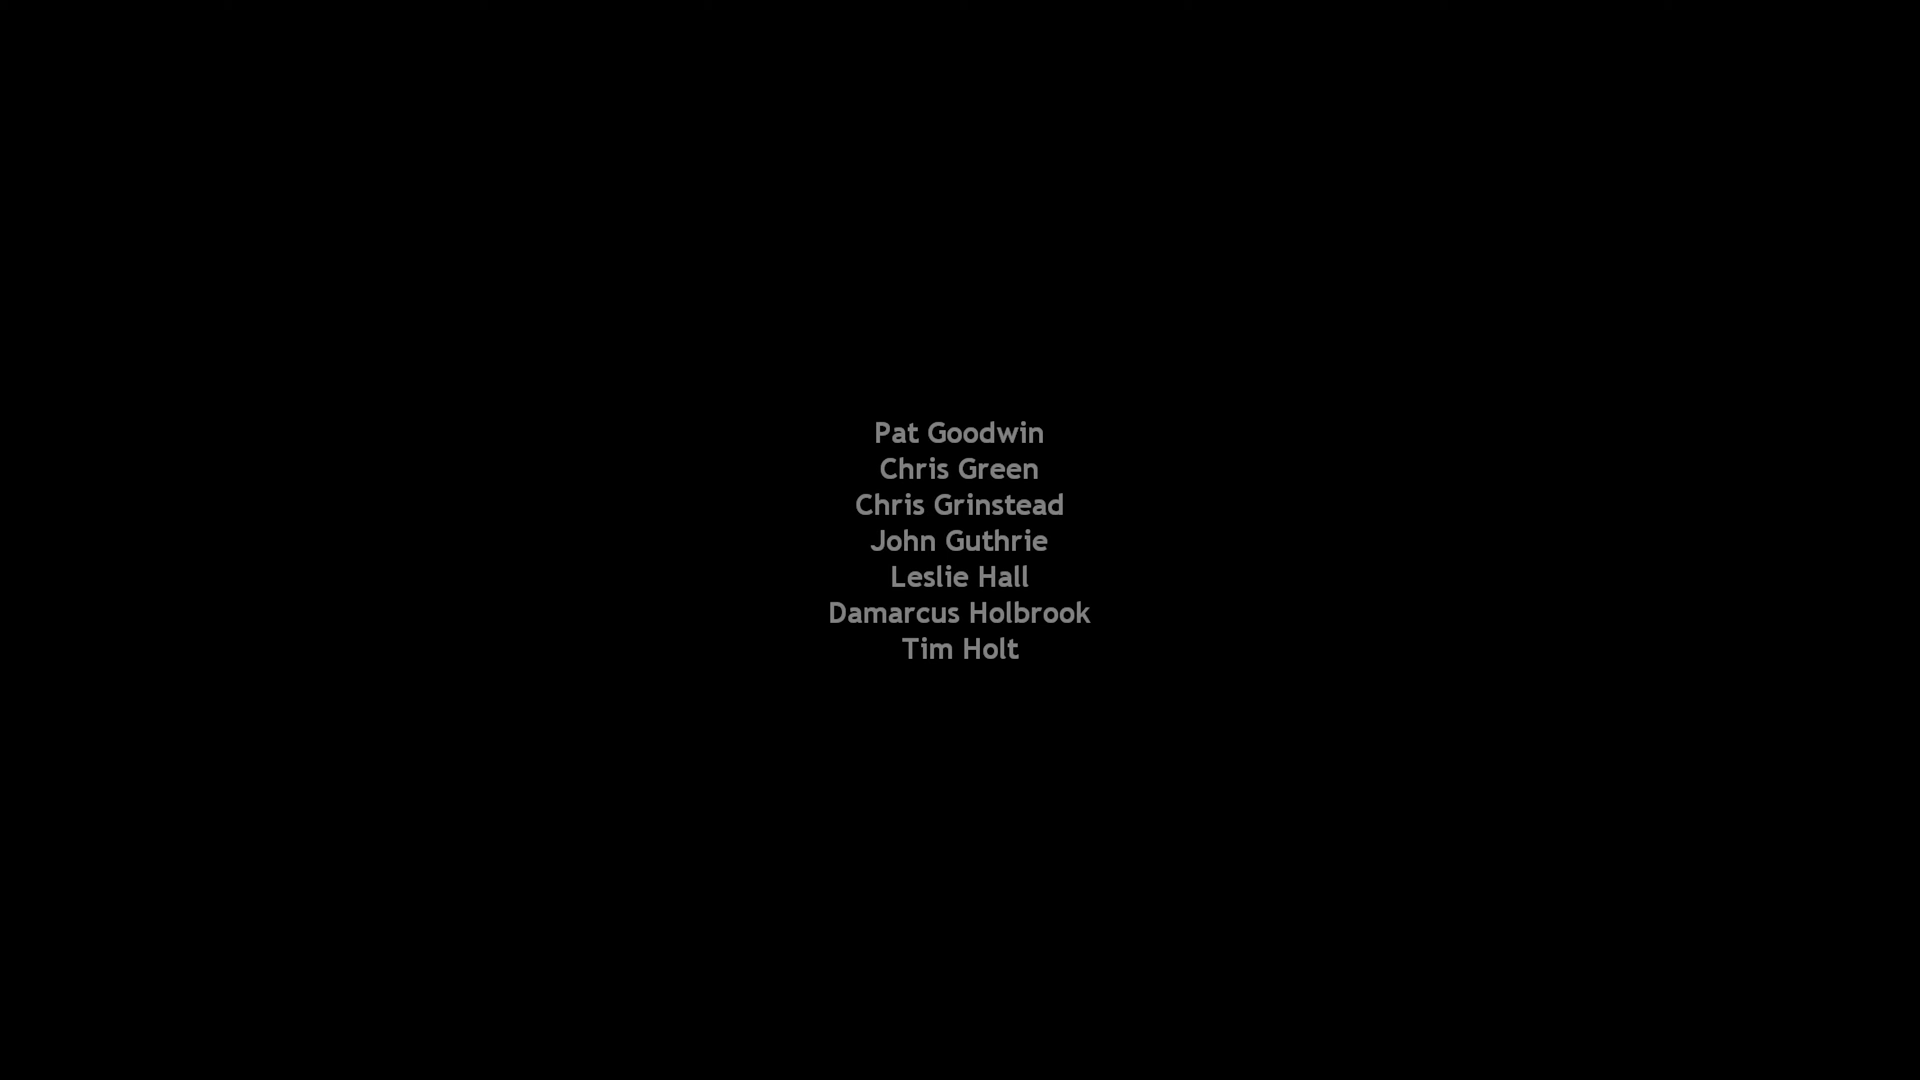 Pat Goodwin
Chris Green
Chris Grinstead
John Guthrie
Leslie Hall
Damarcus Holbrook
Tim Holt